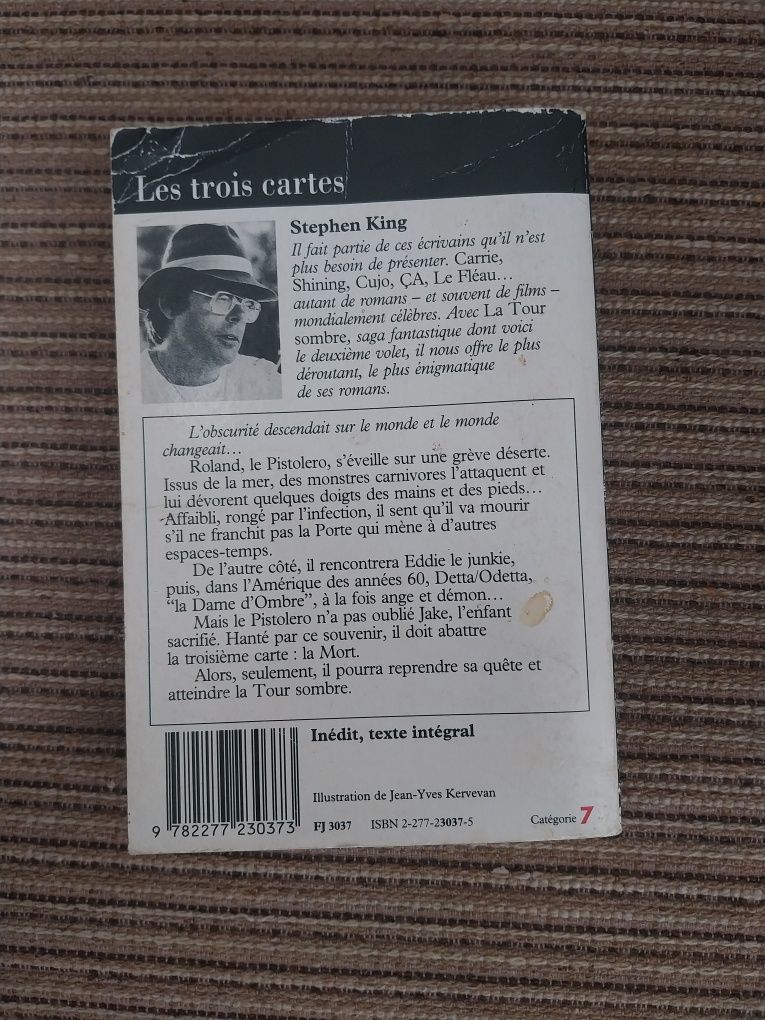 Les trois cartes
Stephen King
Il fait partie de ces écrivains qu'il n'est
plus besoin de présenter. Carrie,
Shining, Cujo, ÇA, Le Fléau...
autant de romans – et souvent de films –
mondialement célèbres. Avec La Tour
sombre, saga fantastique dont voici
le deuxième volet, il nous offre le plus
déroutant, le plus énigmatique
de ses romans.
L'obscurité descendait sur le monde et le monde
changeait...
Roland, le Pistolero, s'éveille sur une grève déserte.
Issus de la mer, des monstres carnivores l'attaquent et
lui dévorent quelques doigts des mains et des pieds...
Affaibli, rongé par l'infection, il sent qu'il va mourir
s'il ne franchit pas la Porte qui mène à d'autres
espaces-temps.
De l'autre côté, il rencontrera Eddie le junkie,
puis, dans l'Amérique des années 60, Detta/Odetta,
"la Dame d'Ombre", à la fois ange et démon...
Mais le Pistolero n'a pas oublié Jake, l'enfant
sacrifié. Hanté par ce souvenir, il doit abattre
la troisième carte : la Mort.
Alors, seulement, il pourra reprendre sa quête et
atteindre la Tour sombre.
Inédit, texte intégral
Illustration de Jean-Yves Kervevan
9 782277 230373
FJ 3037 ISBN 2-277-23037-5
Catégorie 7